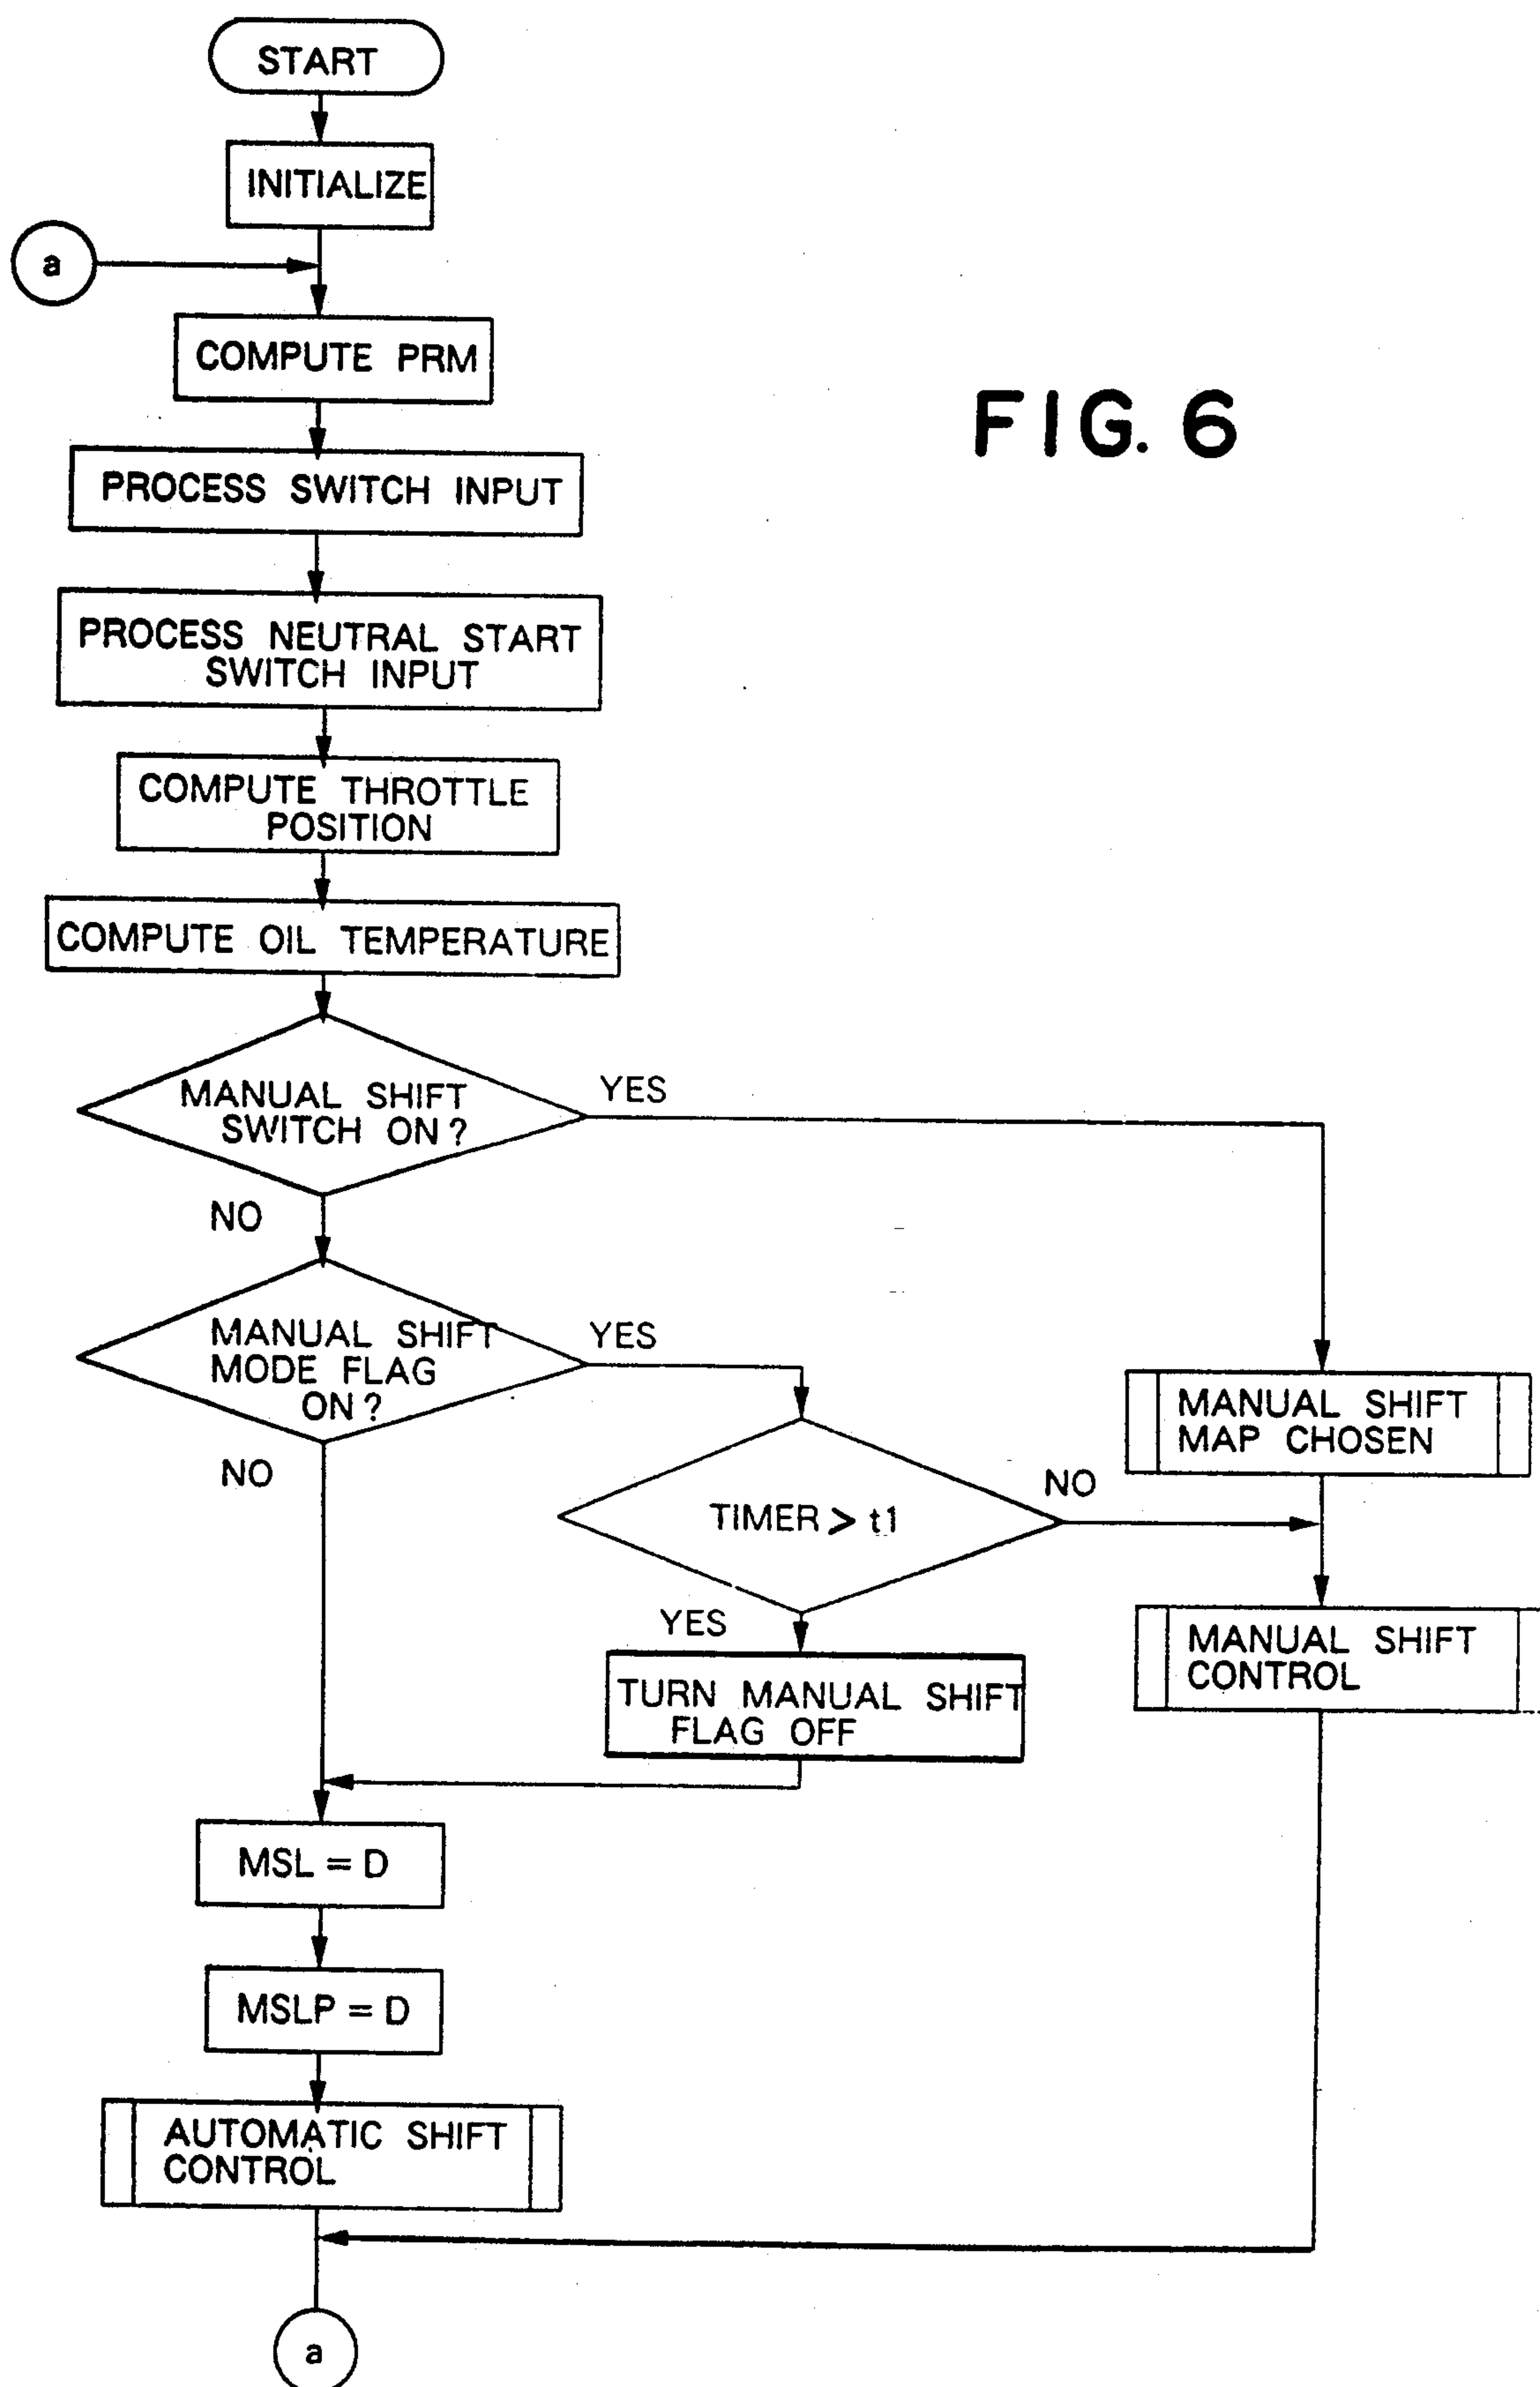 START
INITIALIZE
a
COMPUTE PRM
FIG. 6
PROCESS SWITCH INPUT
PROCESS NEUTRAL START
SWITCH INPUT
COMPUTE THROTTLE
POSITION
COMPUTE OIL TEMPERATURE
MANUAL SHIFT
SWITCH ON?
YES
NO
MANUAL SHIFT
MODE FLAG
ON?
YES
NO
TIMER > t1
NO
YES
MANUAL SHIFT
MAP CHOSEN
MANUAL SHIFT
CONTROL
TURN MANUAL SHIFT
FLAG OFF
MSL = D
MSLP = D
AUTOMATIC SHIFT
CONTROL
a